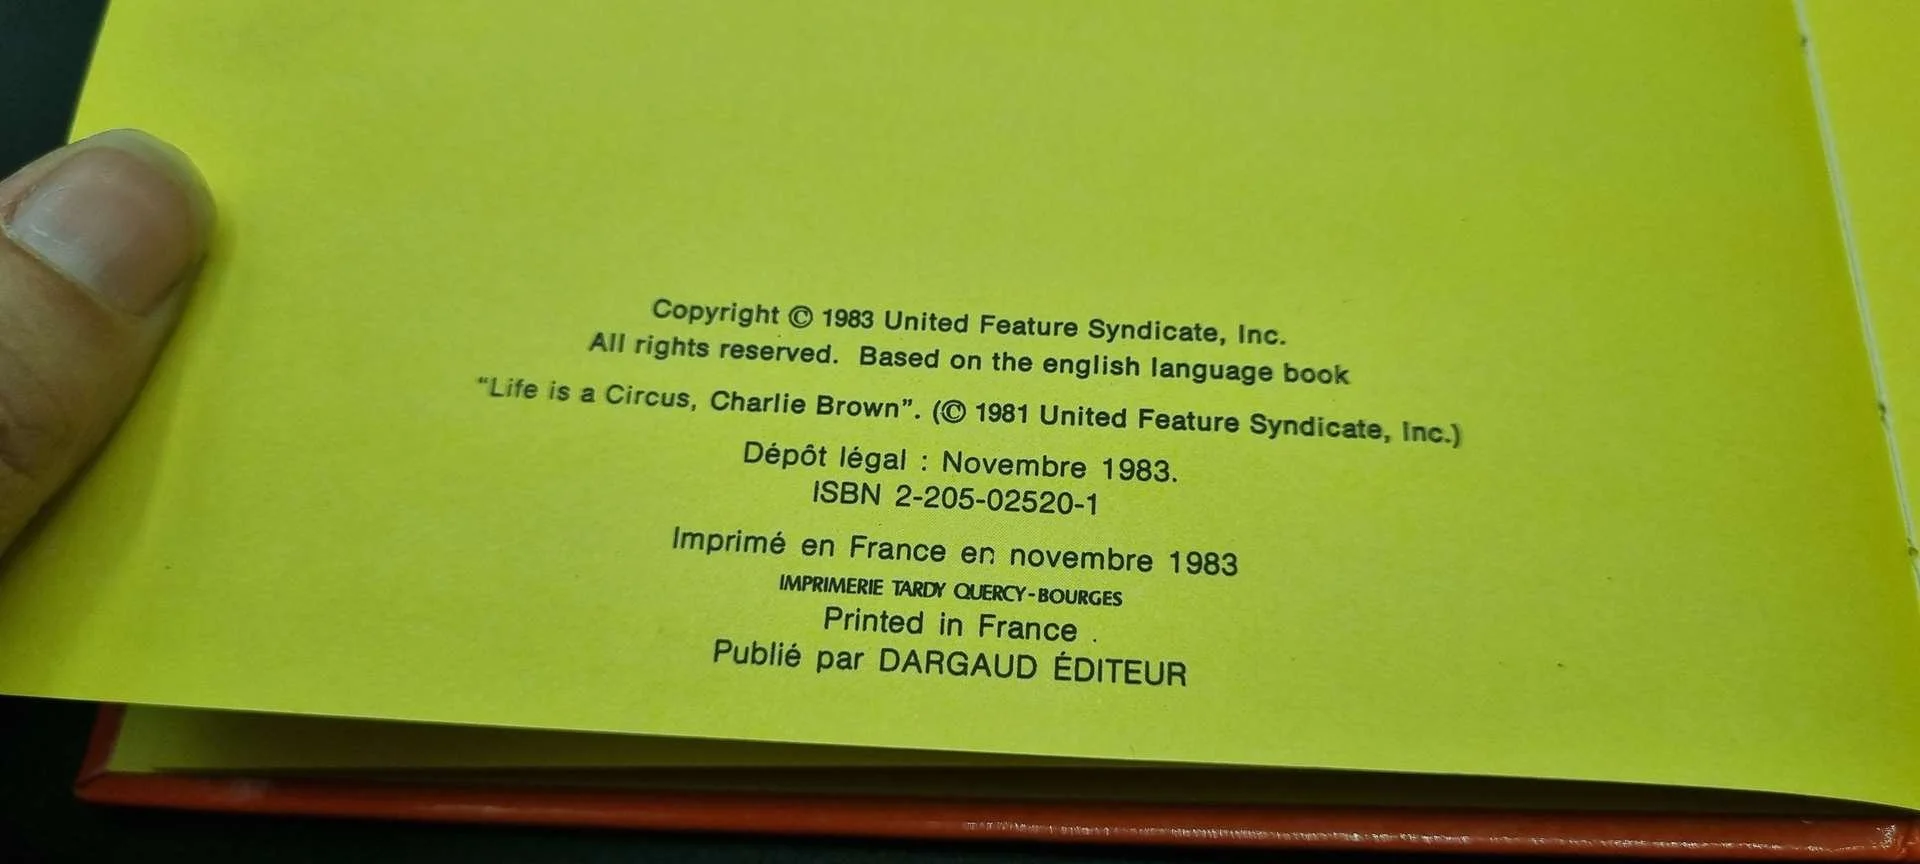 Copyright © 1983 United Feature Syndicate, Inc.
All rights reserved. Based on the english language book
"Life is a Circus, Charlie Brown". (© 1981 United Feature Syndicate, Inc.)
Dépôt légal : Novembre 1983.
ISBN 2-205-02520-1
Imprimé en France en novembre 1983
IMPRIMERIE TARDY QUERCY-BOURGES
Printed in France .
Publié par DARGAUD ÉDITEUR